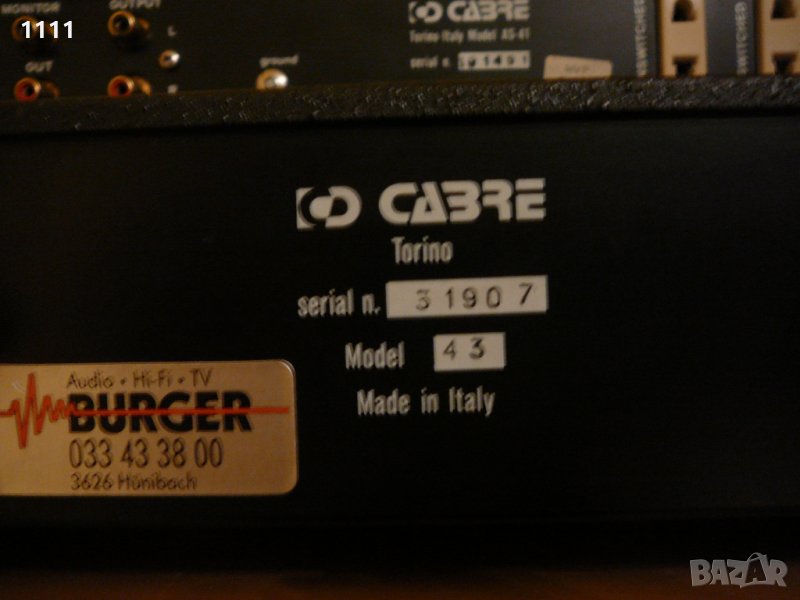 1111
MONITOR
OUTPUT
L
OUT
ground
CABRE
Torino Italy Model AS-41
serial n. 91491
SWITCHED
CABRE
Torino
serial n. 31907
Model 43
Made in Italy
Audio • Hi-Fi • TV
BURGER
033 43 38 00
3626 Hünibach
BAZAR